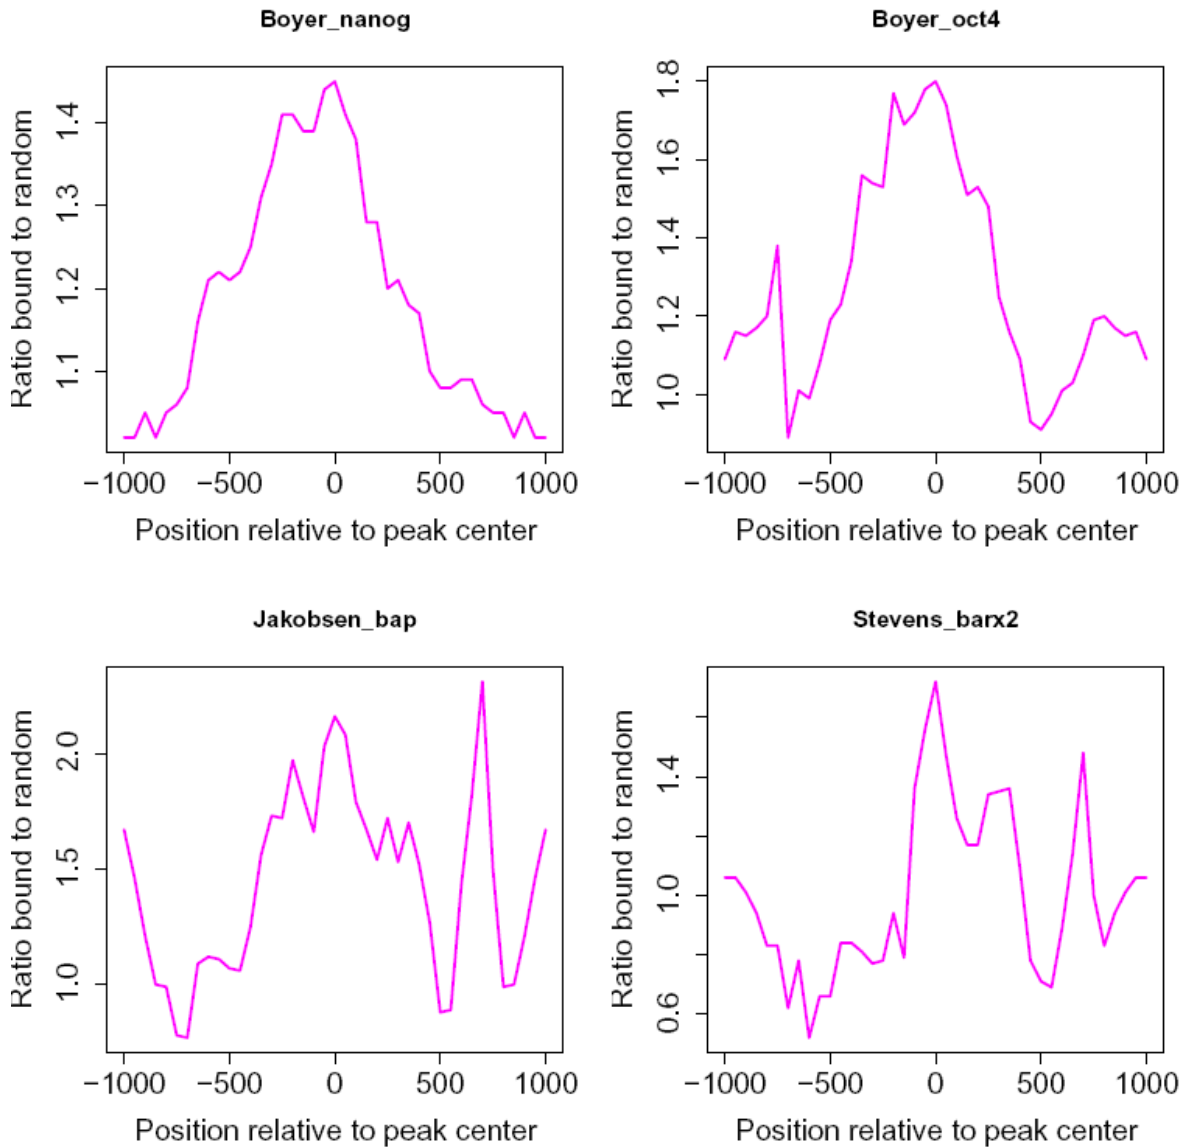 Boyer_nanog
Ratio bound to random
1.1 1.2 1.3 1.4
−1000 −500 0 500 1000
Position relative to peak center
Boyer_oct4
Ratio bound to random
1.0 1.2 1.4 1.6 1.8
−1000 −500 0 500 1000
Position relative to peak center
Jakobsen_bap
Ratio bound to random
1.0 1.5 2.0
−1000 −500 0 500 1000
Position relative to peak center
Stevens_barx2
Ratio bound to random
0.6 1.0 1.4
−1000 −500 0 500 1000
Position relative to peak center